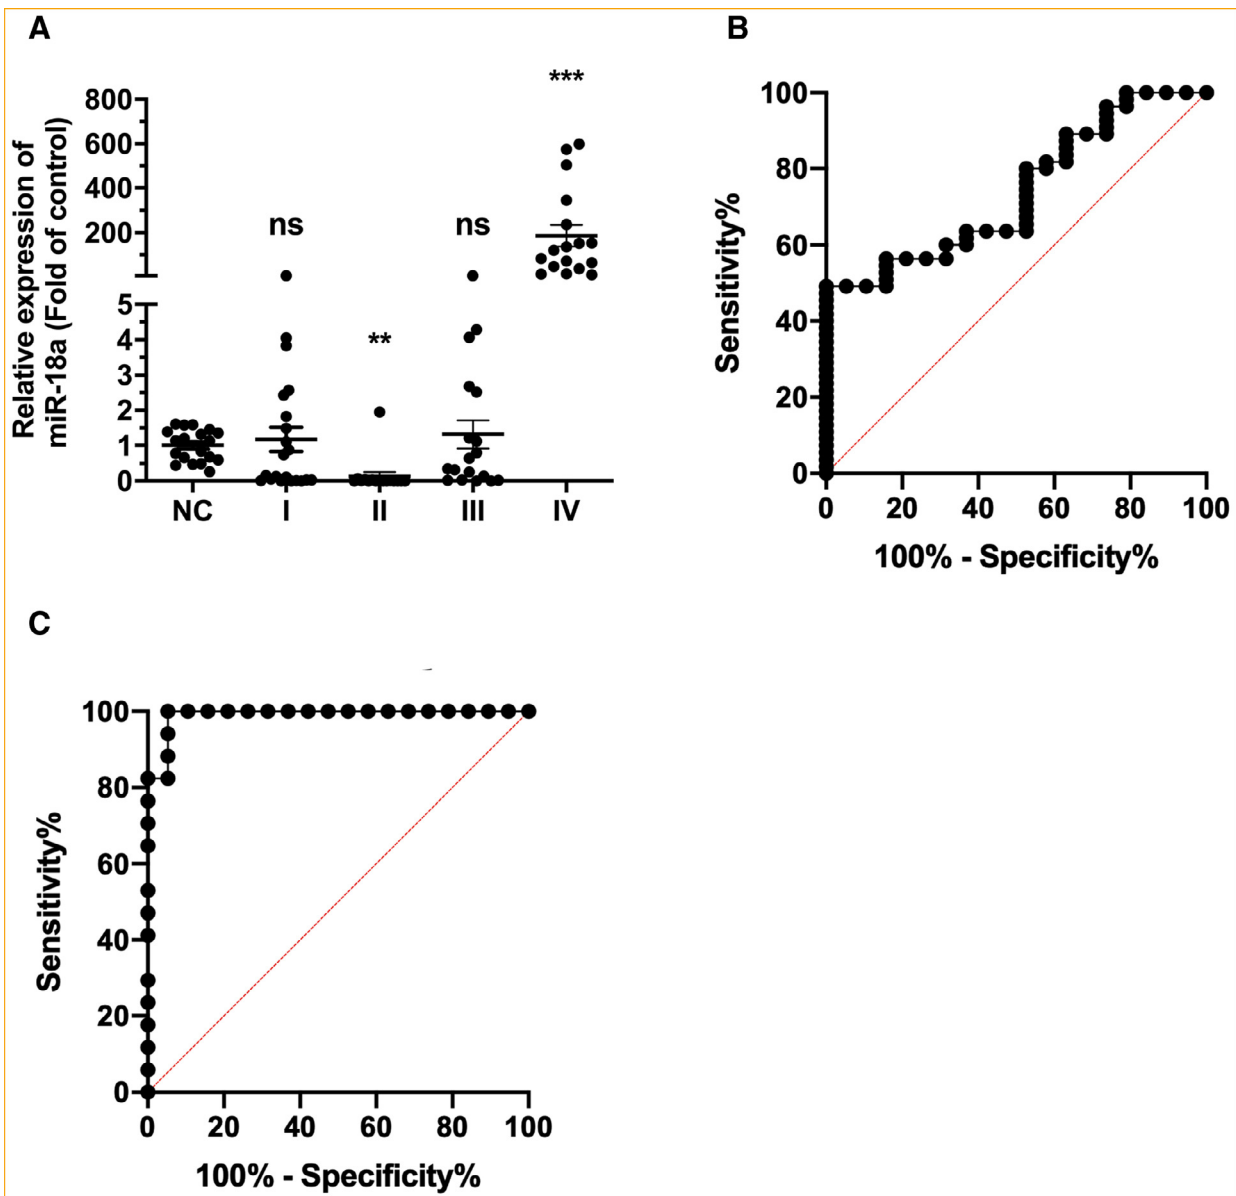 A
Relative expression of
miR-18a (Fold of control)
800
600
400
200
5
4
3
2
1
0
ns
**
ns
***
NC I II III IV
B
Sensitivity%
100
80
60
40
20
0
0 20 40 60 80 100
100% - Specificity%
C
Sensitivity%
100
80
60
40
20
0
0 20 40 60 80 100
100% - Specificity%